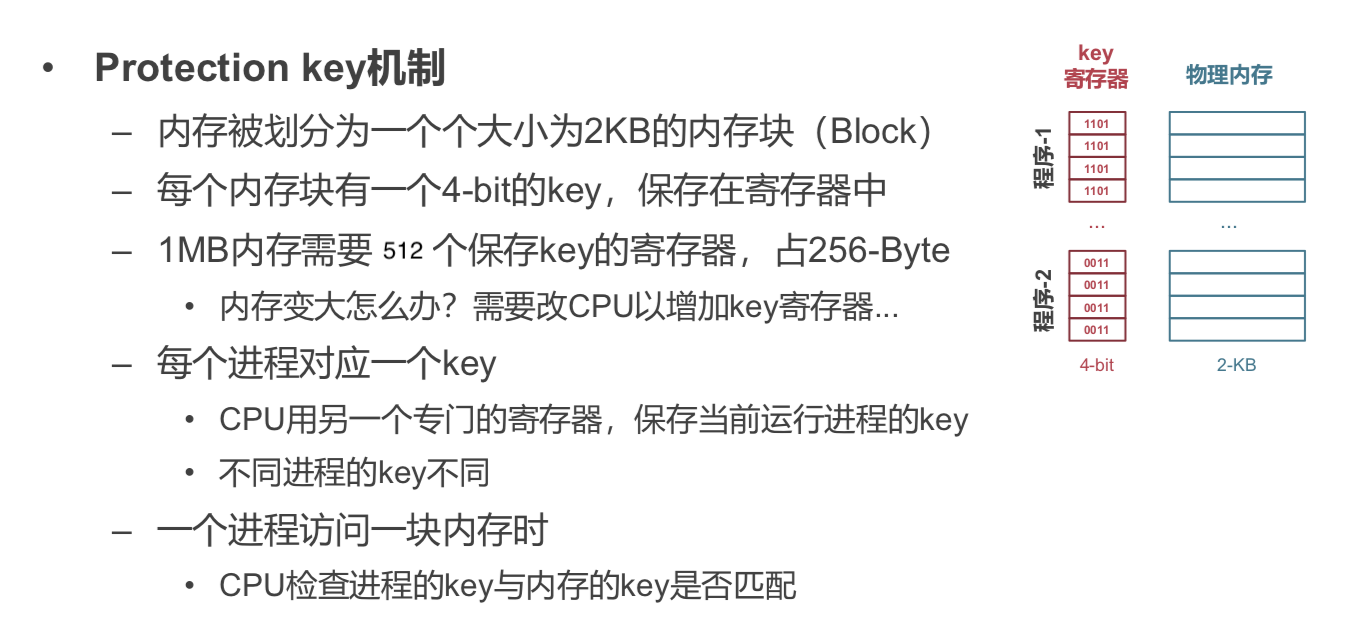 • Protection key机制
– 内存被划分为一个个大小为2KB的内存块（Block）
– 每个内存块有一个4-bit的key，保存在寄存器中
– 1MB内存需要 512 个保存key的寄存器，占256-Byte
• 内存变大怎么办？需要改CPU以增加key寄存器...
– 每个进程对应一个key
• CPU用另一个专门的寄存器，保存当前运行进程的key
• 不同进程的key不同
– 一个进程访问一块内存时
• CPU检查进程的key与内存的key是否匹配
key
寄存器
物理内存
程序-1
1101
1101
1101
1101
...
...
程序-2
0011
0011
0011
0011
4-bit
2-KB